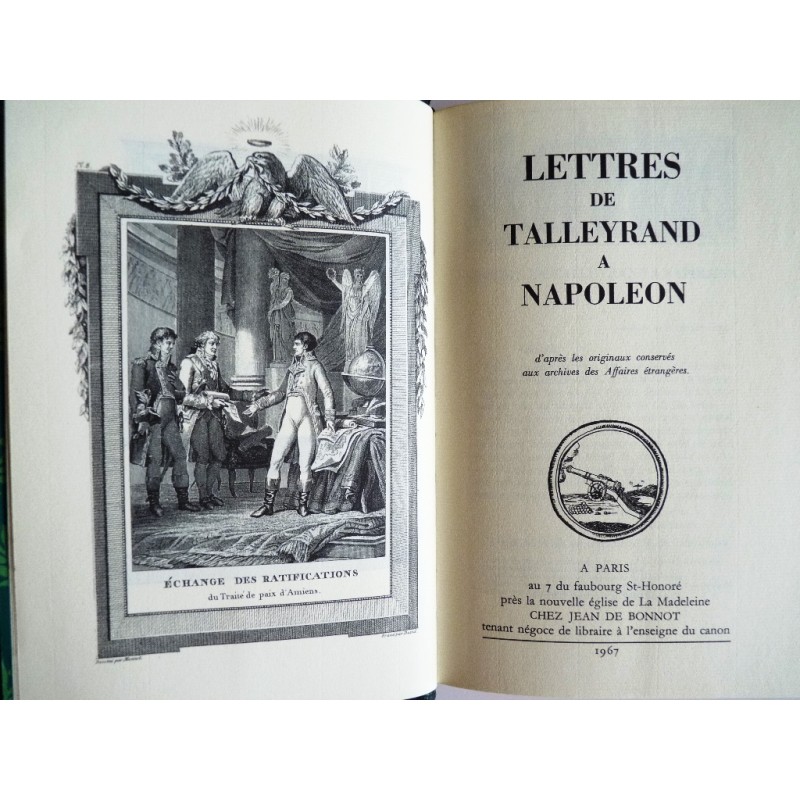 N.º 8.
ÉCHANGE DES RATIFICATIONS
du Traité de paix d'Amiens.
LETTRES
DE
TALLEYRAND
A
NAPOLEON
d'après les originaux conservés
aux archives des Affaires étrangères.
A PARIS
au 7 du faubourg St-Honoré
près la nouvelle église de La Madeleine
CHEZ JEAN DE BONNOT
tenant négoce de libraire à l'enseigne du canon
1967